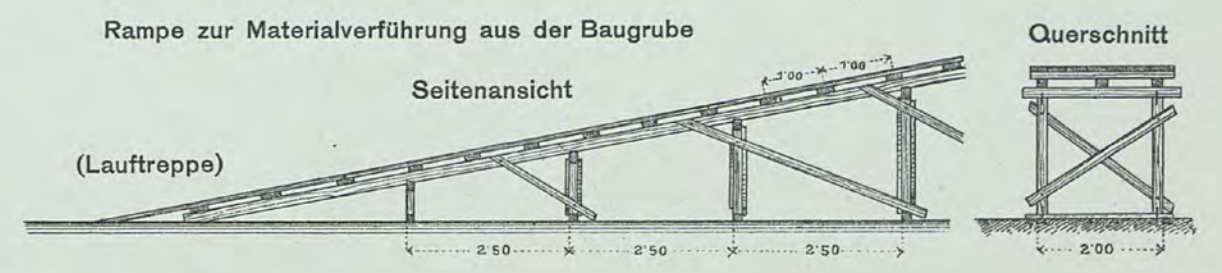 Rampe zur Materialverführung aus der Baugrube
Querschnitt
Seitenansicht
1·00 1·00
(Lauftreppe)
2·50 2·50 2·50
2·00